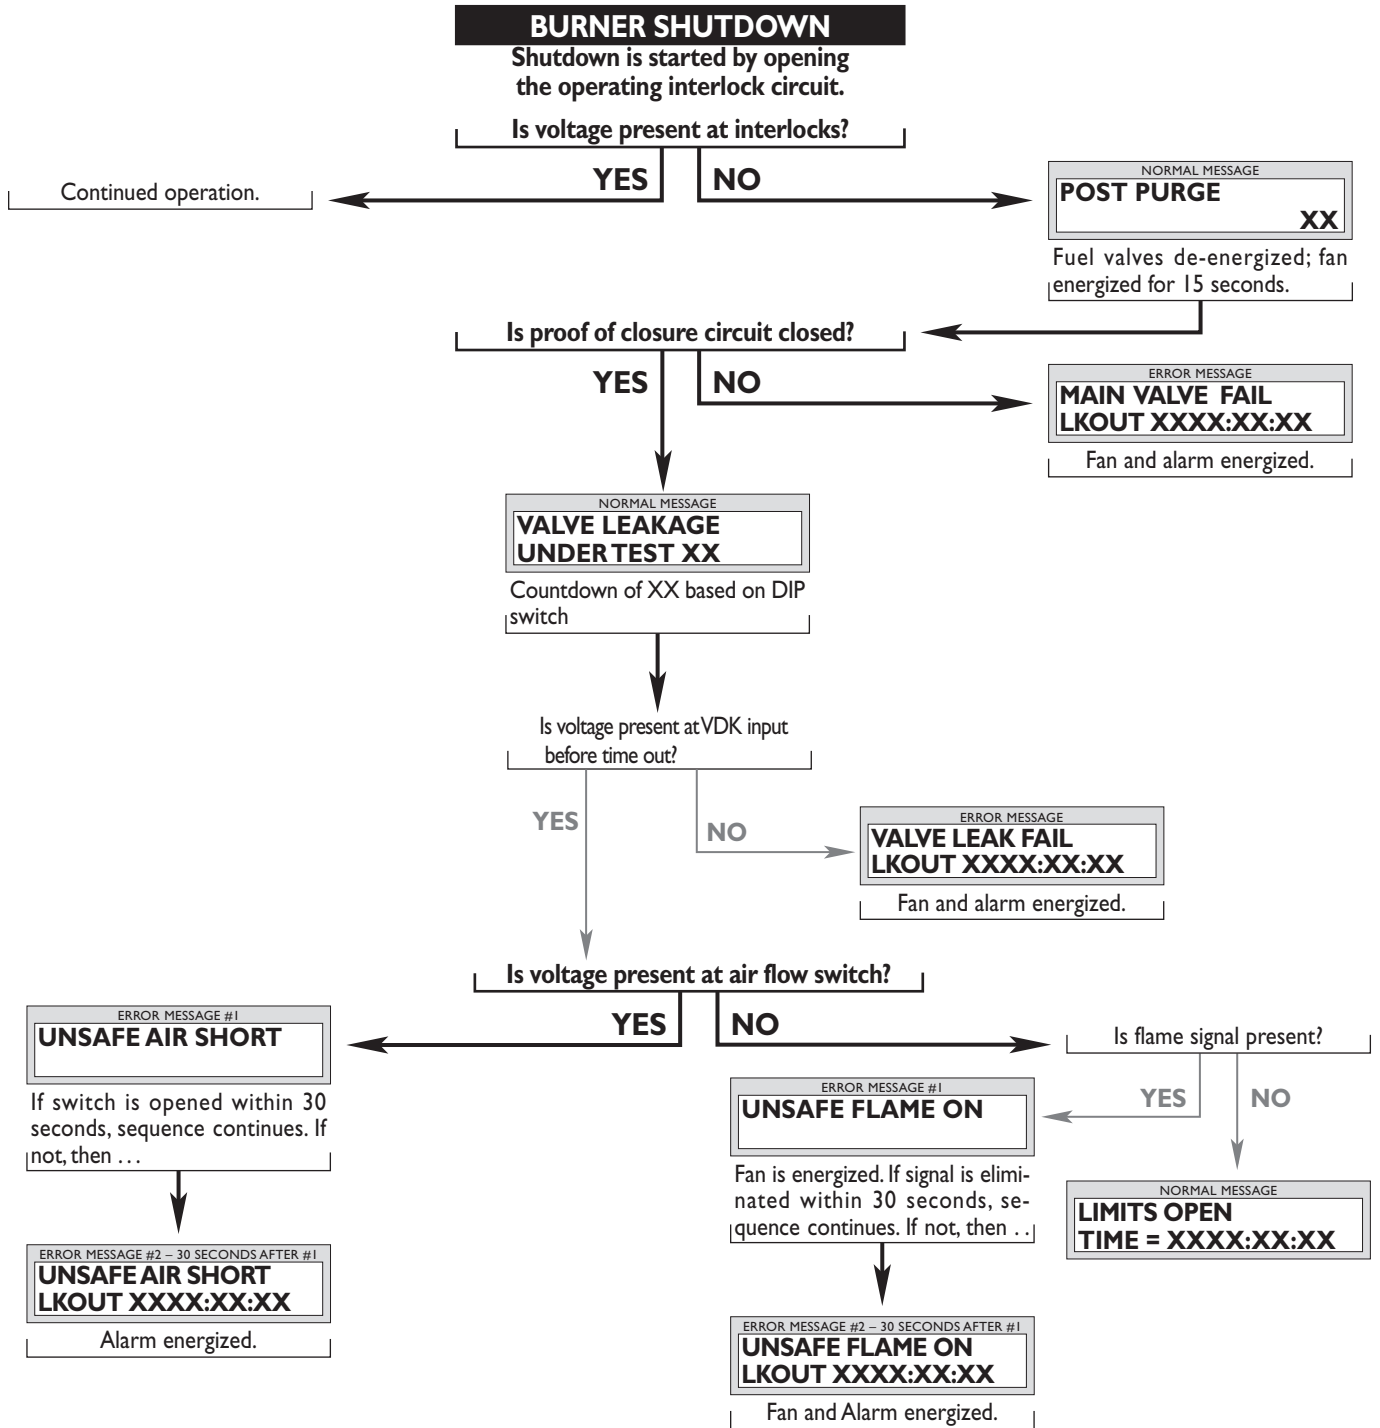 BURNER SHUTDOWN
Shutdown is started by opening
the operating interlock circuit.
Is voltage present at interlocks?
YES
NO
Continued operation.
NORMAL MESSAGE
POST PURGE
XX
Fuel valves de-energized; fan
energized for 15 seconds.
Is proof of closure circuit closed?
YES
NO
ERROR MESSAGE
MAIN VALVE FAIL
LKOUT XXXX:XX:XX
Fan and alarm energized.
NORMAL MESSAGE
VALVE LEAKAGE
UNDER TEST XX
Countdown of XX based on DIP
switch
Is voltage present at VDK input
before time out?
YES
NO
ERROR MESSAGE
VALVE LEAK FAIL
LKOUT XXXX:XX:XX
Fan and alarm energized.
Is voltage present at air flow switch?
YES
NO
ERROR MESSAGE #1
UNSAFE AIR SHORT
If switch is opened within 30
seconds, sequence continues. If
not, then ...
ERROR MESSAGE #2 – 30 SECONDS AFTER #1
UNSAFE AIR SHORT
LKOUT XXXX:XX:XX
Alarm energized.
Is flame signal present?
YES
NO
ERROR MESSAGE #1
UNSAFE FLAME ON
Fan is energized. If signal is elimi-
nated within 30 seconds, se-
quence continues. If not, then . .
NORMAL MESSAGE
LIMITS OPEN
TIME = XXXX:XX:XX
ERROR MESSAGE #2 – 30 SECONDS AFTER #1
UNSAFE FLAME ON
LKOUT XXXX:XX:XX
Fan and Alarm energized.